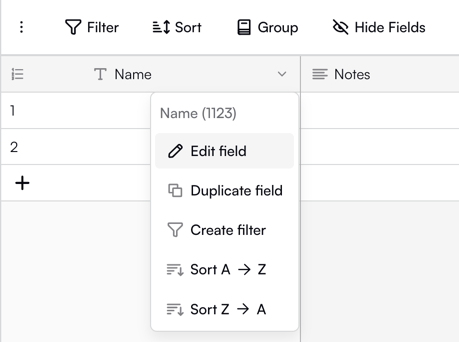 Filter Sort Group Hide Fields
Name Notes
1
Name (1123)
Edit field
2
Duplicate field
Create filter
Sort A → Z
Sort Z → A